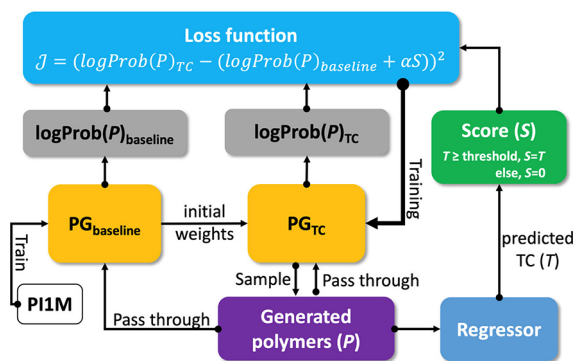 Loss function
𝒥 = (logProb(P)TC − (logProb(P)baseline + αS))²
logProb(P)baseline
logProb(P)TC
Score (S)
T ≥ threshold, S=T
else, S=0
Training
PGbaseline
initial
weights
PGTC
Train
predicted
TC (T)
Sample
Pass through
PI1M
Pass through
Generated
polymers (P)
Regressor